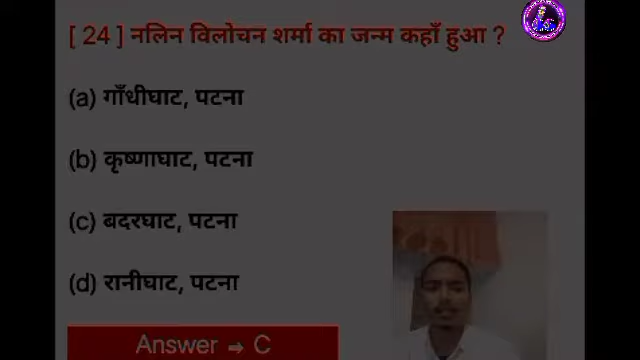 [ 24 ] नलिन विलोचन शर्मा का जन्म कहाँ हुआ ?
(a) गाँधीघाट, पटना
(b) कृष्णाघाट, पटना
(c) बदरघाट, पटना
(d) रानीघाट, पटना
Answer ➡ C